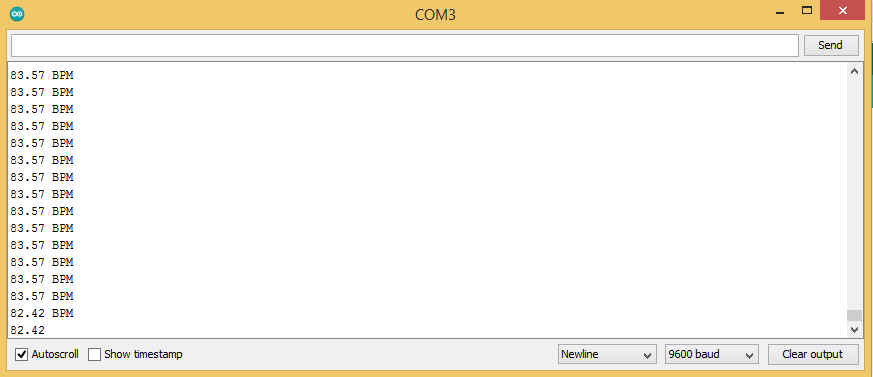 COM3
Send
83.57 BPM
83.57 BPM
83.57 BPM
83.57 BPM
83.57 BPM
83.57 BPM
83.57 BPM
83.57 BPM
83.57 BPM
83.57 BPM
83.57 BPM
83.57 BPM
83.57 BPM
83.57 BPM
82.42 BPM
82.42
Autoscroll Show timestamp Newline 9600 baud Clear output